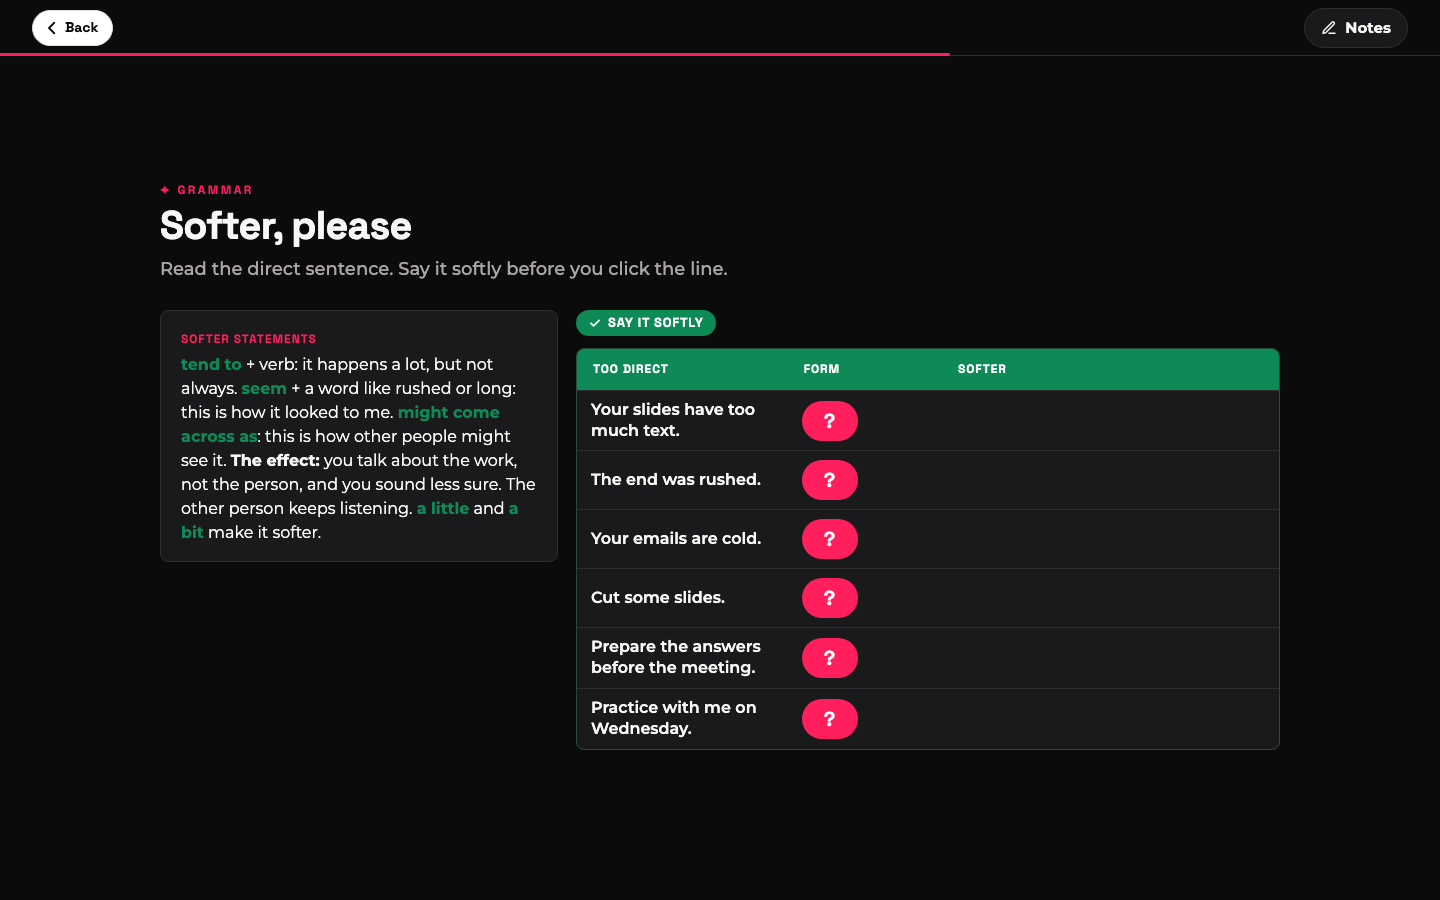 Back
Notes
GRAMMAR
Softer, please
Read the direct sentence. Say it softly before you click the line.
SOFTER STATEMENTS
tend to + verb: it happens a lot, but not
always. seem + a word like rushed or long:
this is how it looked to me. might come
across as: this is how other people might
see it. The effect: you talk about the work,
not the person, and you sound less sure. The
other person keeps listening. a little and a
bit make it softer.
SAY IT SOFTLY
TOO DIRECT FORM SOFTER
Your slides have too
much text.
?
The end was rushed.
?
Your emails are cold.
?
Cut some slides.
?
Prepare the answers
before the meeting.
?
Practice with me on
Wednesday.
?